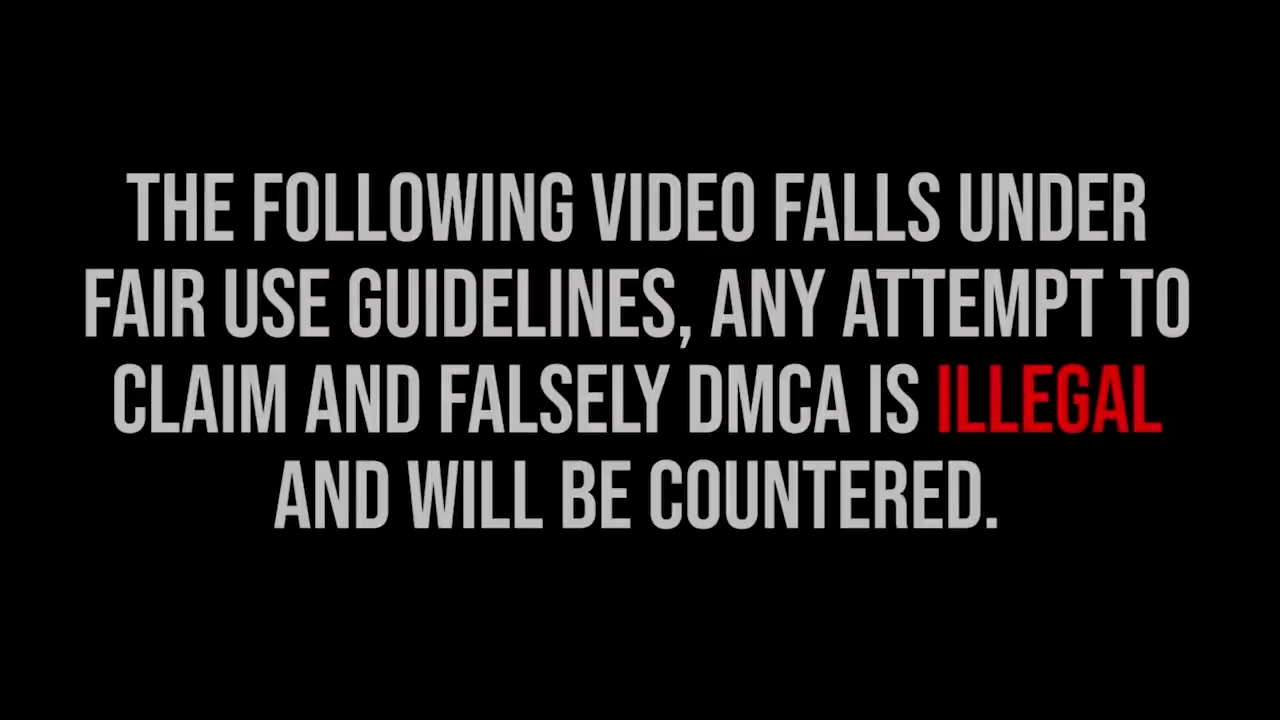 THE FOLLOWING VIDEO FALLS UNDER
FAIR USE GUIDELINES, ANY ATTEMPT TO
CLAIM AND FALSELY DMCA IS ILLEGAL
AND WILL BE COUNTERED.